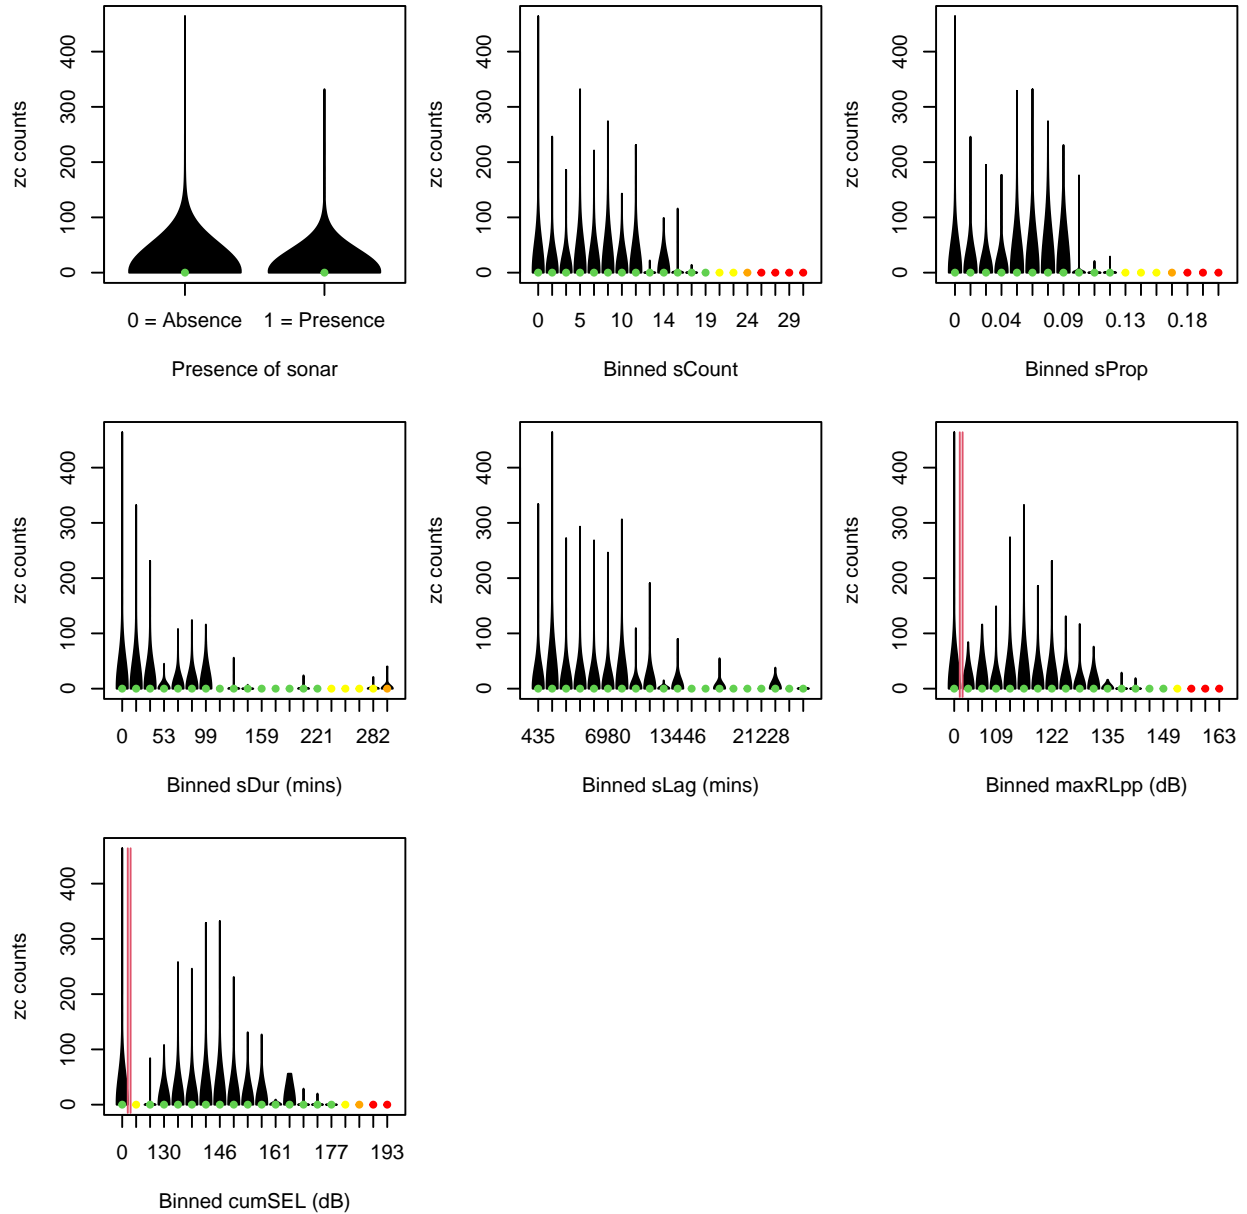 zc counts
400
300
200
100
0
0 = Absence 1 = Presence
Presence of sonar
zc counts
400
300
200
100
0
0 5 10 14 19 24 29
Binned sCount
zc counts
400
300
200
100
0
0 0.04 0.09 0.13 0.18
Binned sProp
zc counts
400
300
200
100
0
0 53 99 159 221 282
Binned sDur (mins)
zc counts
400
300
200
100
0
435 6980 13446 21228
Binned sLag (mins)
zc counts
400
300
200
100
0
0 109 122 135 149 163
Binned maxRLpp (dB)
zc counts
400
300
200
100
0
0 130 146 161 177 193
Binned cumSEL (dB)